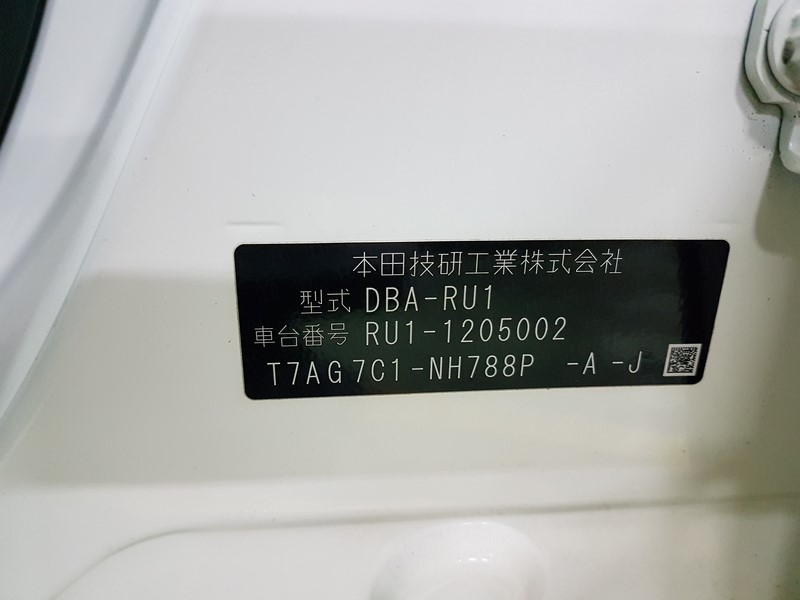 本田技研工業株式会社
型式 DBA-RU1
車台番号 RU1-1205002
T7AG7C1-NH788P -A -J